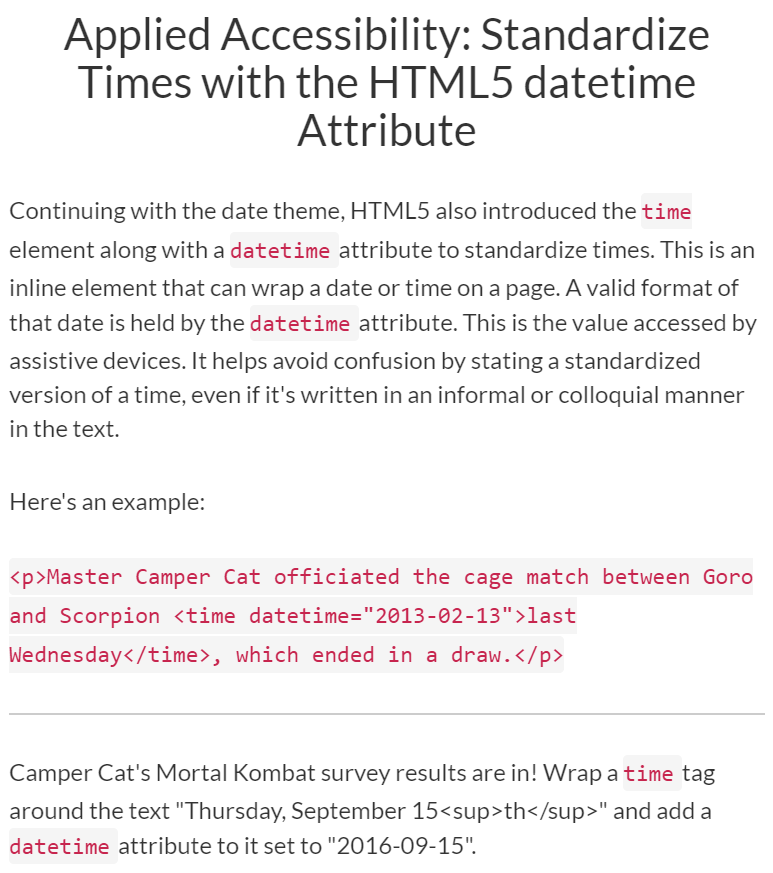 Applied Accessibility: Standardize
Times with the HTML5 datetime
Attribute
Continuing with the date theme, HTML5 also introduced the time
element along with a datetime attribute to standardize times. This is an
inline element that can wrap a date or time on a page. A valid format of
that date is held by the datetime attribute. This is the value accessed by
assistive devices. It helps avoid confusion by stating a standardized
version of a time, even if it's written in an informal or colloquial manner
in the text.
Here's an example:
<p>Master Camper Cat officiated the cage match between Goro
and Scorpion <time datetime="2013-02-13">last
Wednesday</time>, which ended in a draw.</p>
Camper Cat's Mortal Kombat survey results are in! Wrap a time tag
around the text "Thursday, September 15<sup>th</sup>" and add a
datetime attribute to it set to "2016-09-15".